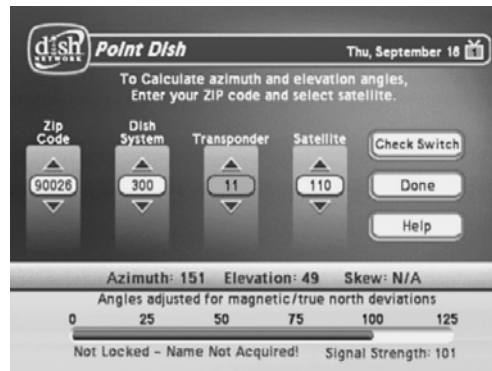 dish
NETWORK
Point Dish
Thu, September 18
1
To Calculate azimuth and elevation angles,
Enter your ZIP code and select satellite.
Zip Code
Dish System
Transponder
Satellite
90026
300
11
110
Check Switch
Done
Help
Azimuth: 151 Elevation: 49 Skew: N/A
Angles adjusted for magnetic/true north deviations
0 25 50 75 100 125
Not Locked - Name Not Acquired! Signal Strength: 101